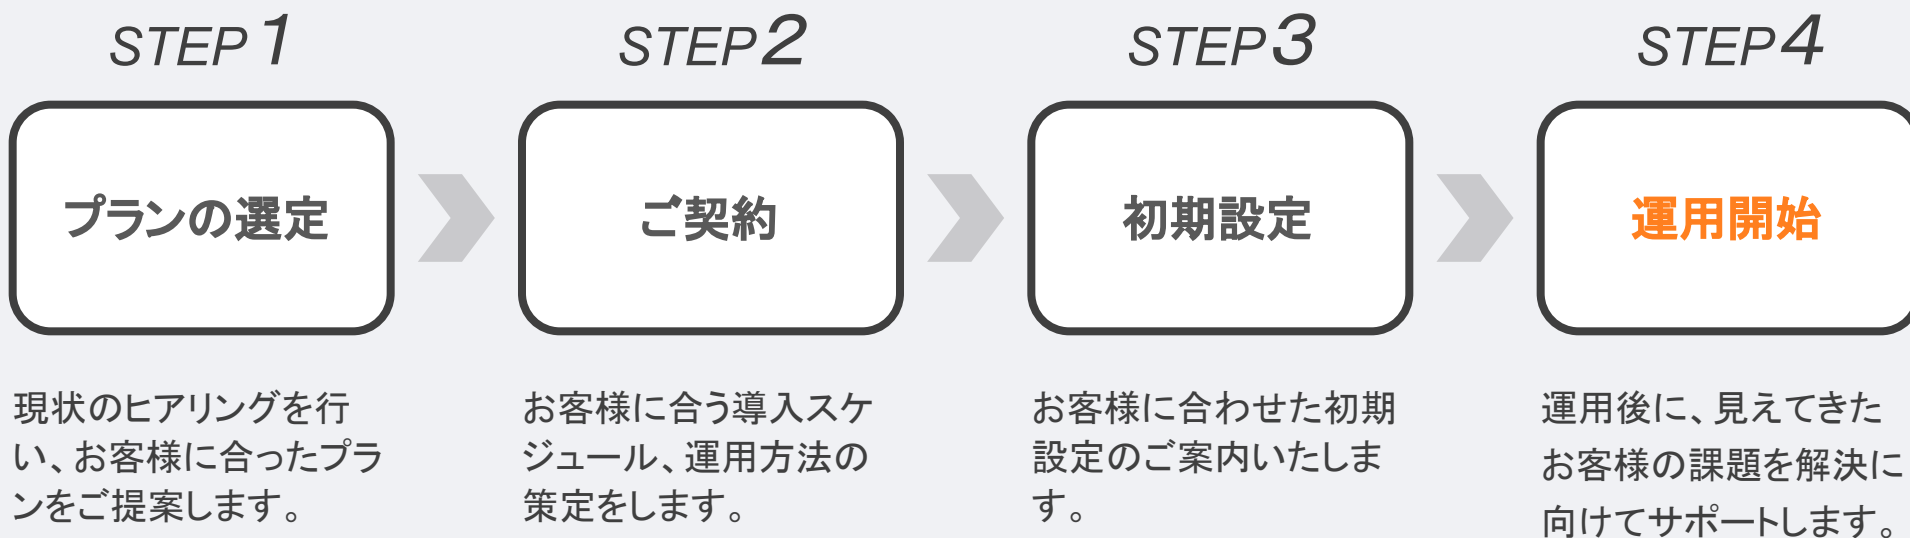 STEP1
プランの選定
現状のヒアリングを行
い、お客様に合ったプラ
ンをご提案します。
STEP2
ご契約
お客様に合う導入スケ
ジュール、運用方法の
策定をします。
STEP3
初期設定
お客様に合わせた初期
設定のご案内いたしま
す。
STEP4
運用開始
運用後に、見えてきた
お客様の課題を解決に
向けてサポートします。